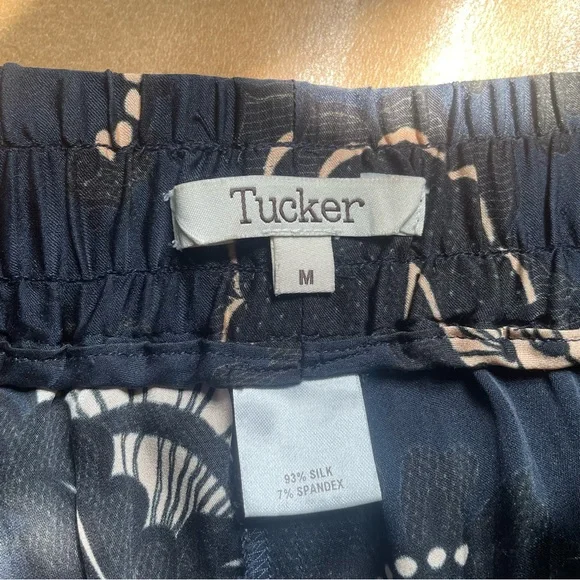 Tucker
M
93% SILK
7% SPANDEX